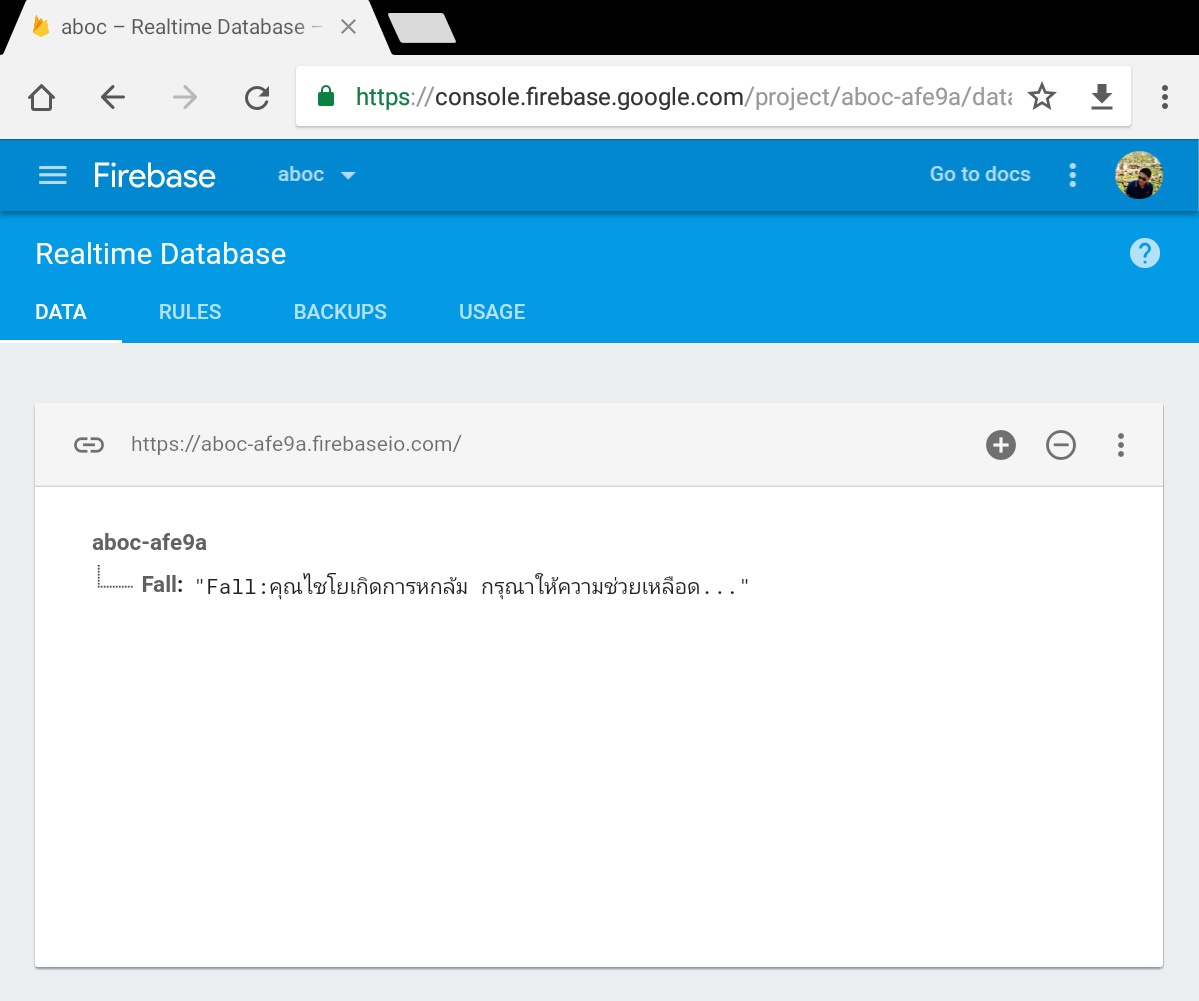 aboc – Realtime Database –
https://console.firebase.google.com/project/aboc-afe9a/data
Firebase
aboc
Go to docs
Realtime Database
?
DATA
RULES
BACKUPS
USAGE
https://aboc-afe9a.firebaseio.com/
aboc-afe9a
Fall: "Fall:คุณไชโยเกิดการหกลัม กรุณาให้ความช่วยเหลือด..."